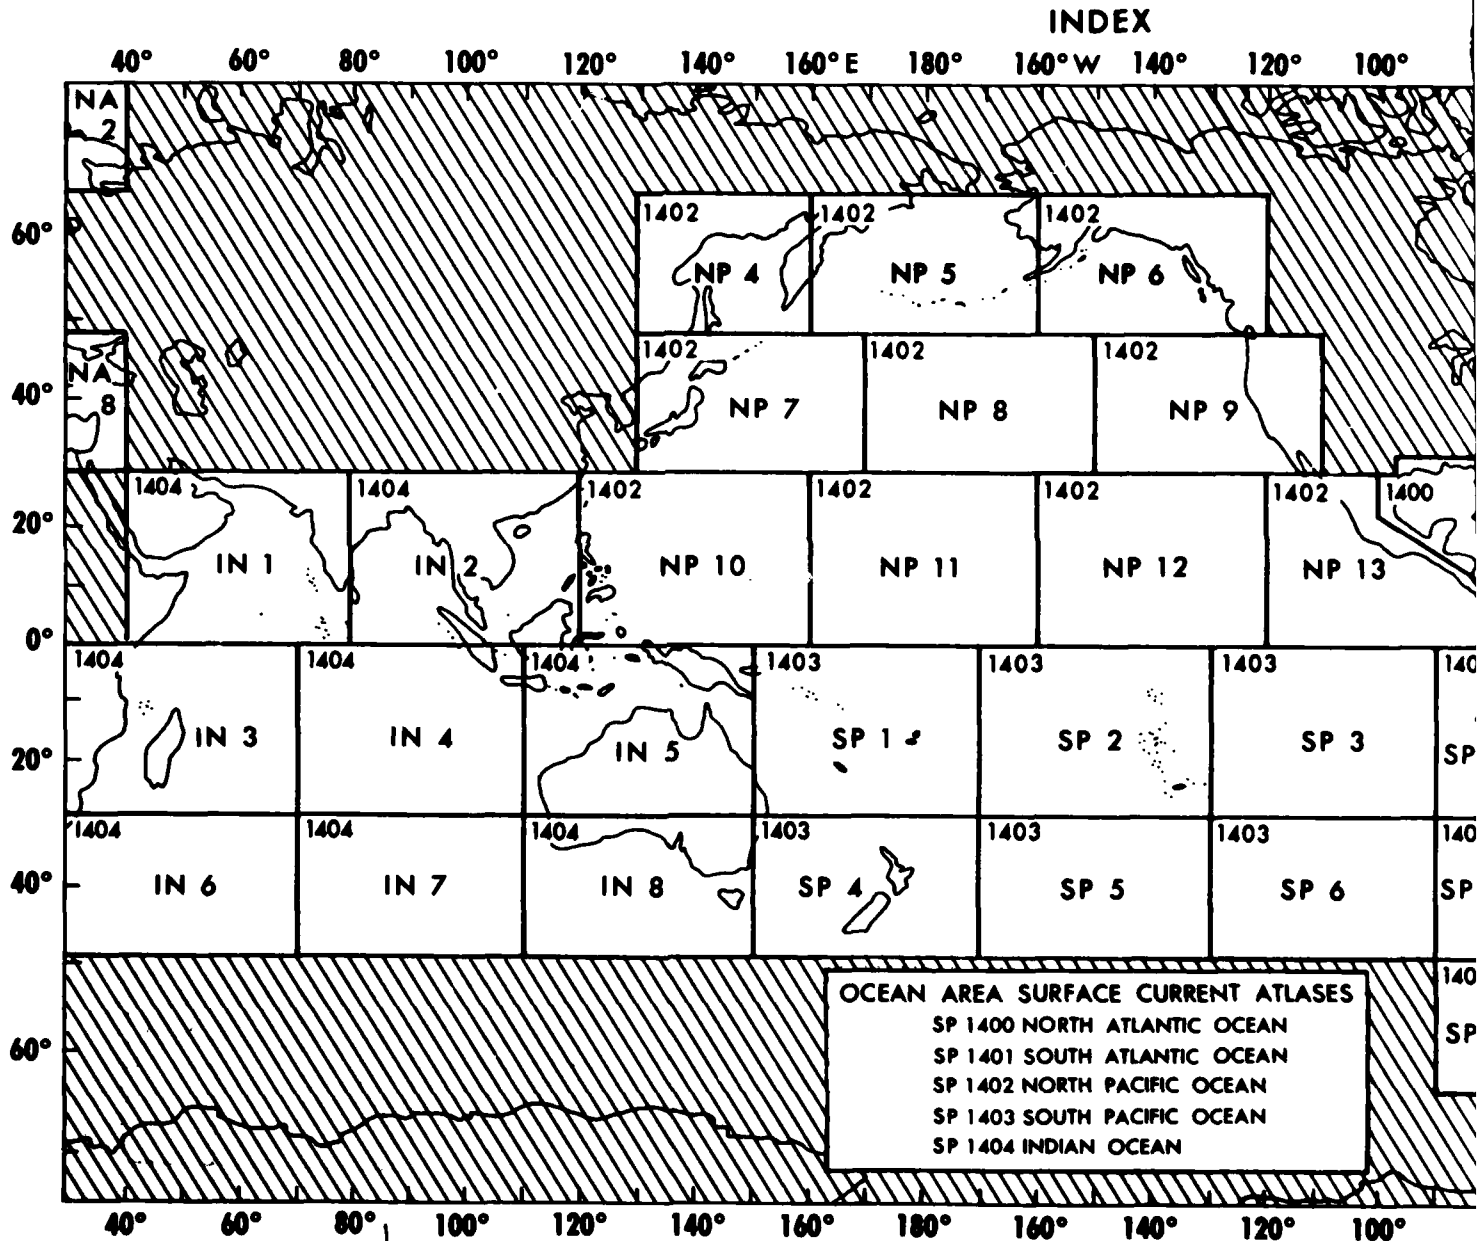 INDEX
40° 60° 80° 100° 120° 140° 160° E 180° 160° W 140° 120° 100°
NA
2
60°
1402 1402 1402
NP 4 NP 5 NP 6
NA
8
1402 1402 1402
40°
NP 7 NP 8 NP 9
1404 1404 1402 1402 1402 1402 1400
20°
IN 1 IN 2 NP 10 NP 11 NP 12 NP 13
0°
1404 1404 1404 1403 1403 1403 140
IN 3 IN 4 IN 5 SP 1 SP 2 SP 3 SP
20°
1404 1404 1404 1403 1403 1403 140
40°
IN 6 IN 7 IN 8 SP 4 SP 5 SP 6 SP
140
SP
60°
OCEAN AREA SURFACE CURRENT ATLASES
SP 1400 NORTH ATLANTIC OCEAN
SP 1401 SOUTH ATLANTIC OCEAN
SP 1402 NORTH PACIFIC OCEAN
SP 1403 SOUTH PACIFIC OCEAN
SP 1404 INDIAN OCEAN
40° 60° 80° 100° 120° 140° 160° 180° 160° 140° 120° 100°